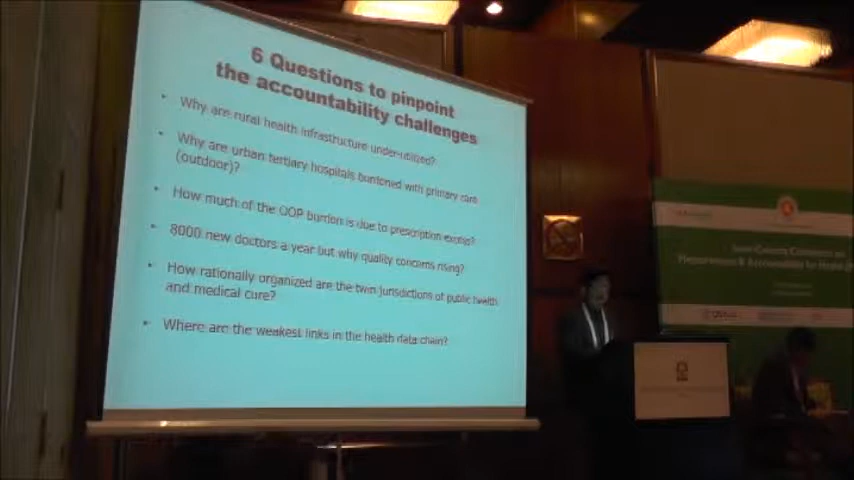 6 Questions to pinpoint
the accountability challenges
• Why are rural health infrastructure under-utilized?
• Why are urban tertiary hospitals burdened with primary care
(outdoor)?
• How much of the OOP burden is due to prescription excess?
• 8000 new doctors a year but why quality concerns rising?
• How rationally organized are the twin jurisdictions of public health
and medical cure?
• Where are the weakest links in the health data chain?